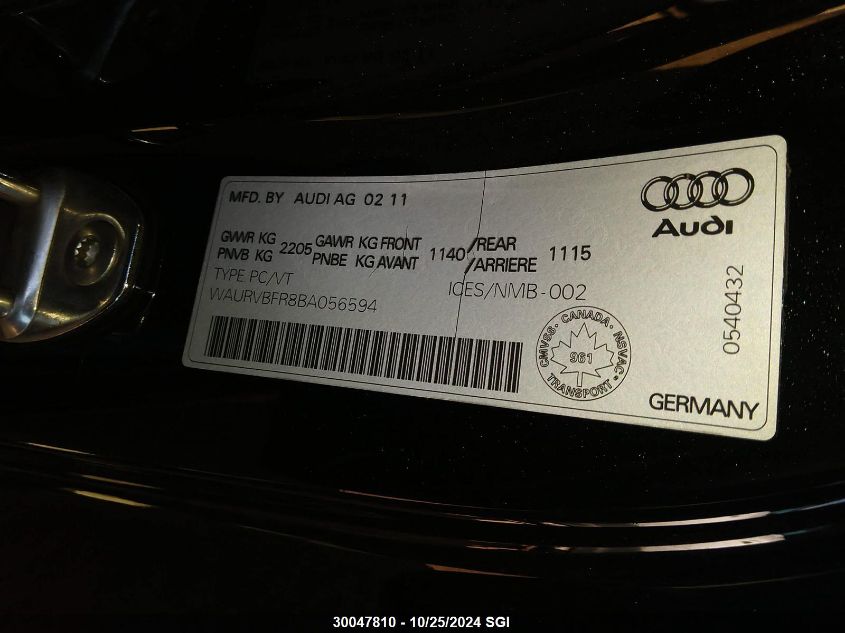 MFD. BY AUDI AG 02 11
Audi
GVWR KG 2205 GAWR KG FRONT 1140 /REAR 1115
PNVB KG PNBE KG AVANT /ARRIERE
TYPE PC/VT
ICES/NMB-002
WAURVBFR8BA056594
0540432
CMVSS · CANADA · NSVAC
961
TRANSPORT
GERMANY
30047810 - 10/25/2024 SGI